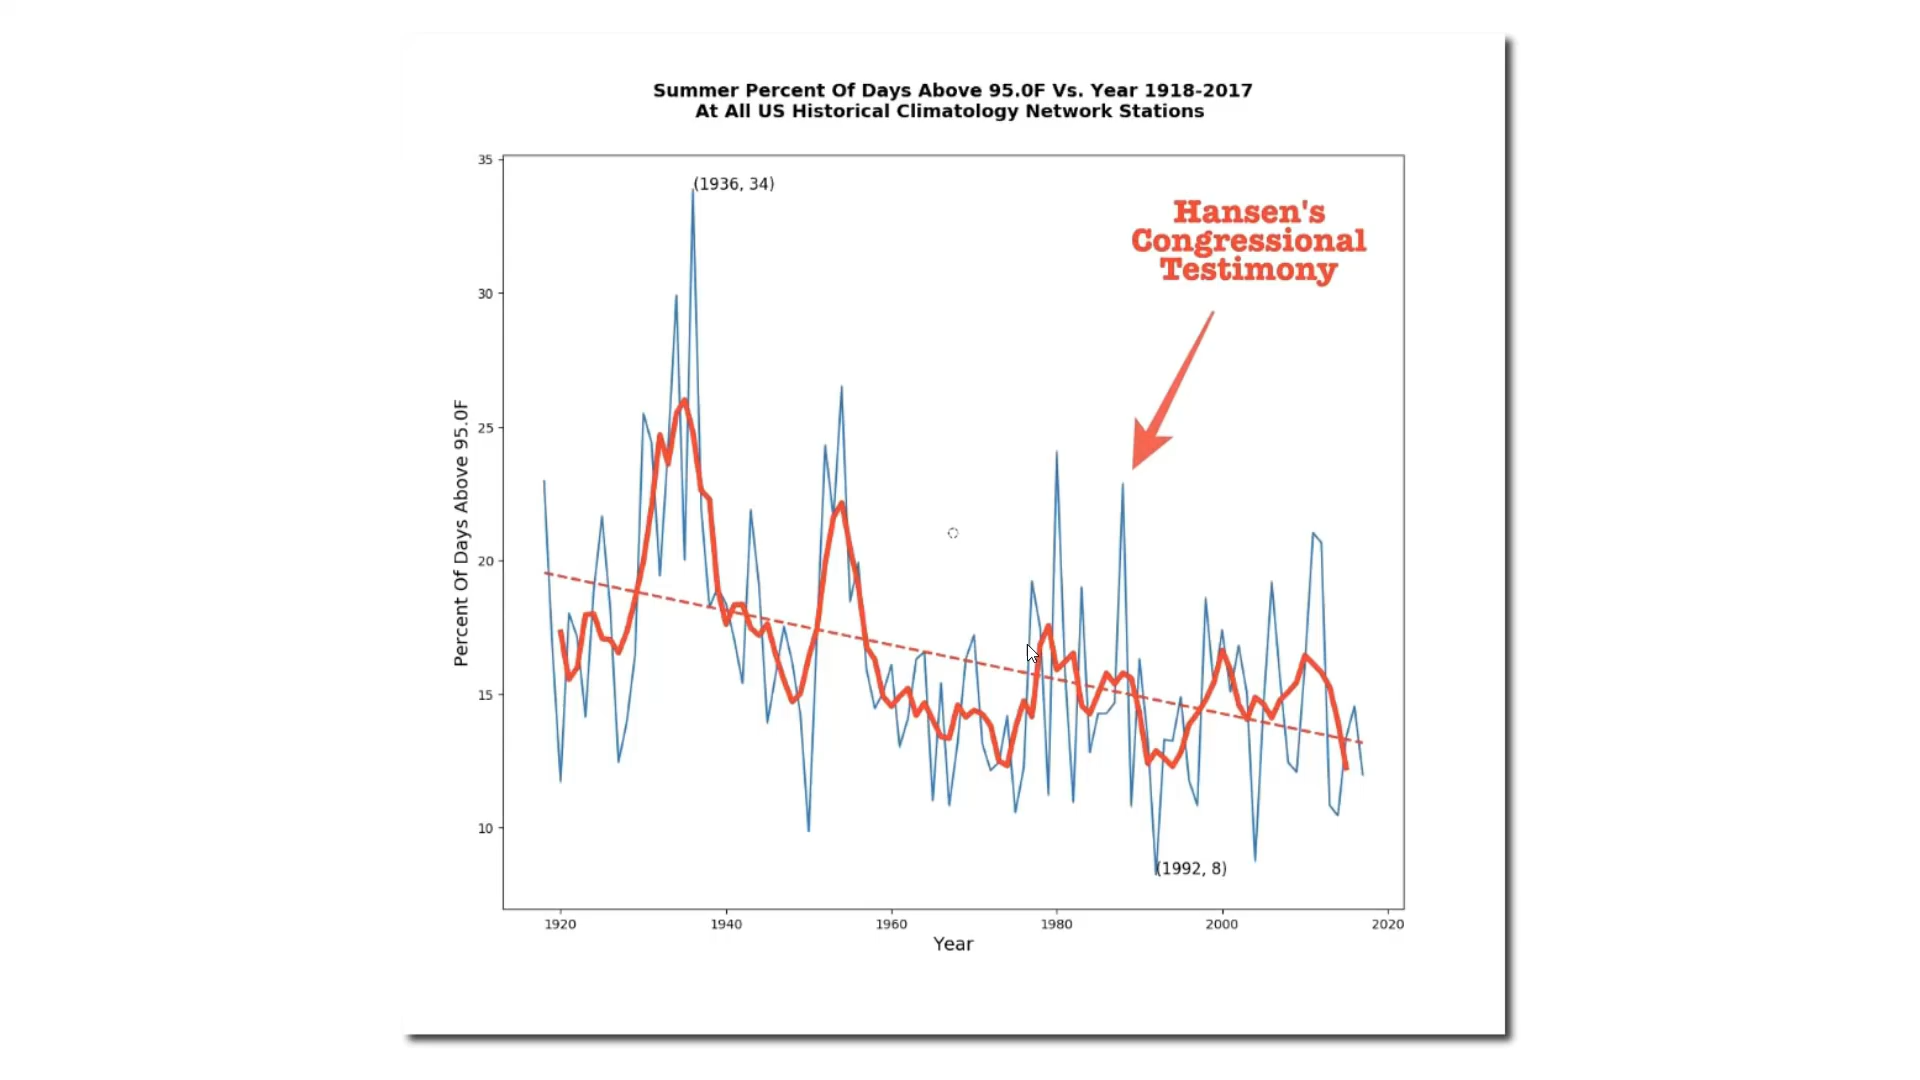 Summer Percent Of Days Above 95.0F Vs. Year 1918-2017
At All US Historical Climatology Network Stations
35
(1936, 34)
Hansen's
Congressional
Testimony
30
25
20
15
10
Percent Of Days Above 95.0F
(1992, 8)
1920 1940 1960 1980 2000 2020
Year